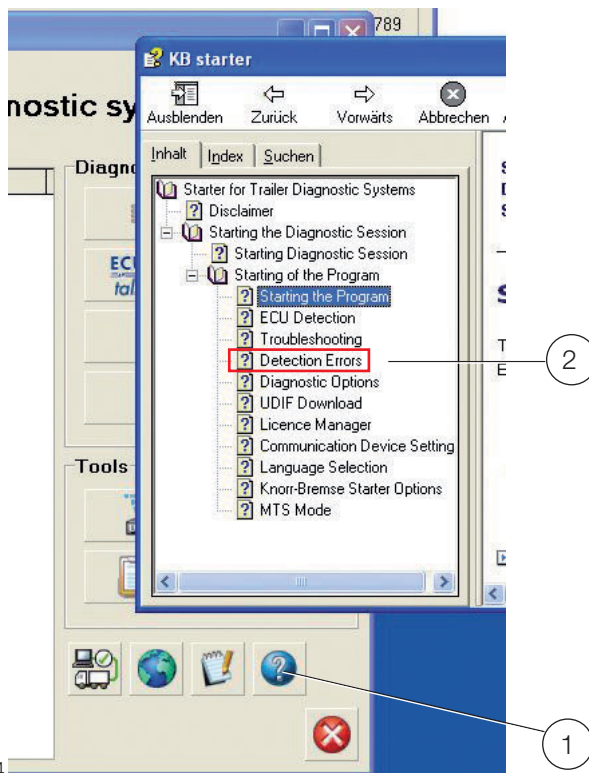 789
KB starter
nostic sy
Ausblenden Zurück Vorwärts Abbrechen
Inhalt Index Suchen
Diagno
Starter for Trailer Diagnostic Systems
Disclaimer
Starting the Diagnostic Session
Starting Diagnostic Session
ECU
tal
Starting of the Program
Starting the Program
ECU Detection
Troubleshooting
Detection Errors
2
Diagnostic Options
UDIF Download
Licence Manager
Communication Device Setting
Tools
Language Selection
Knorr-Bremse Starter Options
MTS Mode
1